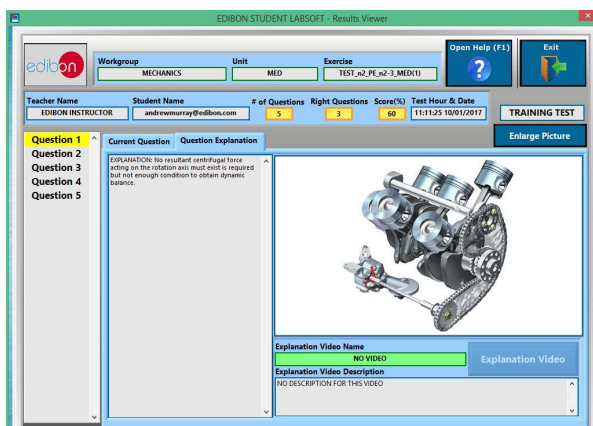 EDIBON STUDENT LABSOFT - Results Viewer
edibon
Workgroup Unit Exercise
MECHANICS MED TEST_n2_PE_n2-3_MED(1)
Open Help (F1) Exit
?
Teacher Name Student Name # of Questions Right Questions Score(%) Test Hour & Date
EDIBON INSTRUCTOR andrewmurray@edibon.com 5 3 60 11:11:25 10/01/2017 TRAINING TEST
Enlarge Picture
Question 1
Question 2
Question 3
Question 4
Question 5
Current Question Question Explanation
EXPLANATION: No resultant centrifugal force
acting on the rotation axis must exist is required
but not enough condition to obtain dynamic
balance.
Explanation Video Name
NO VIDEO
Explanation Video
Explanation Video Description
NO DESCRIPTION FOR THIS VIDEO